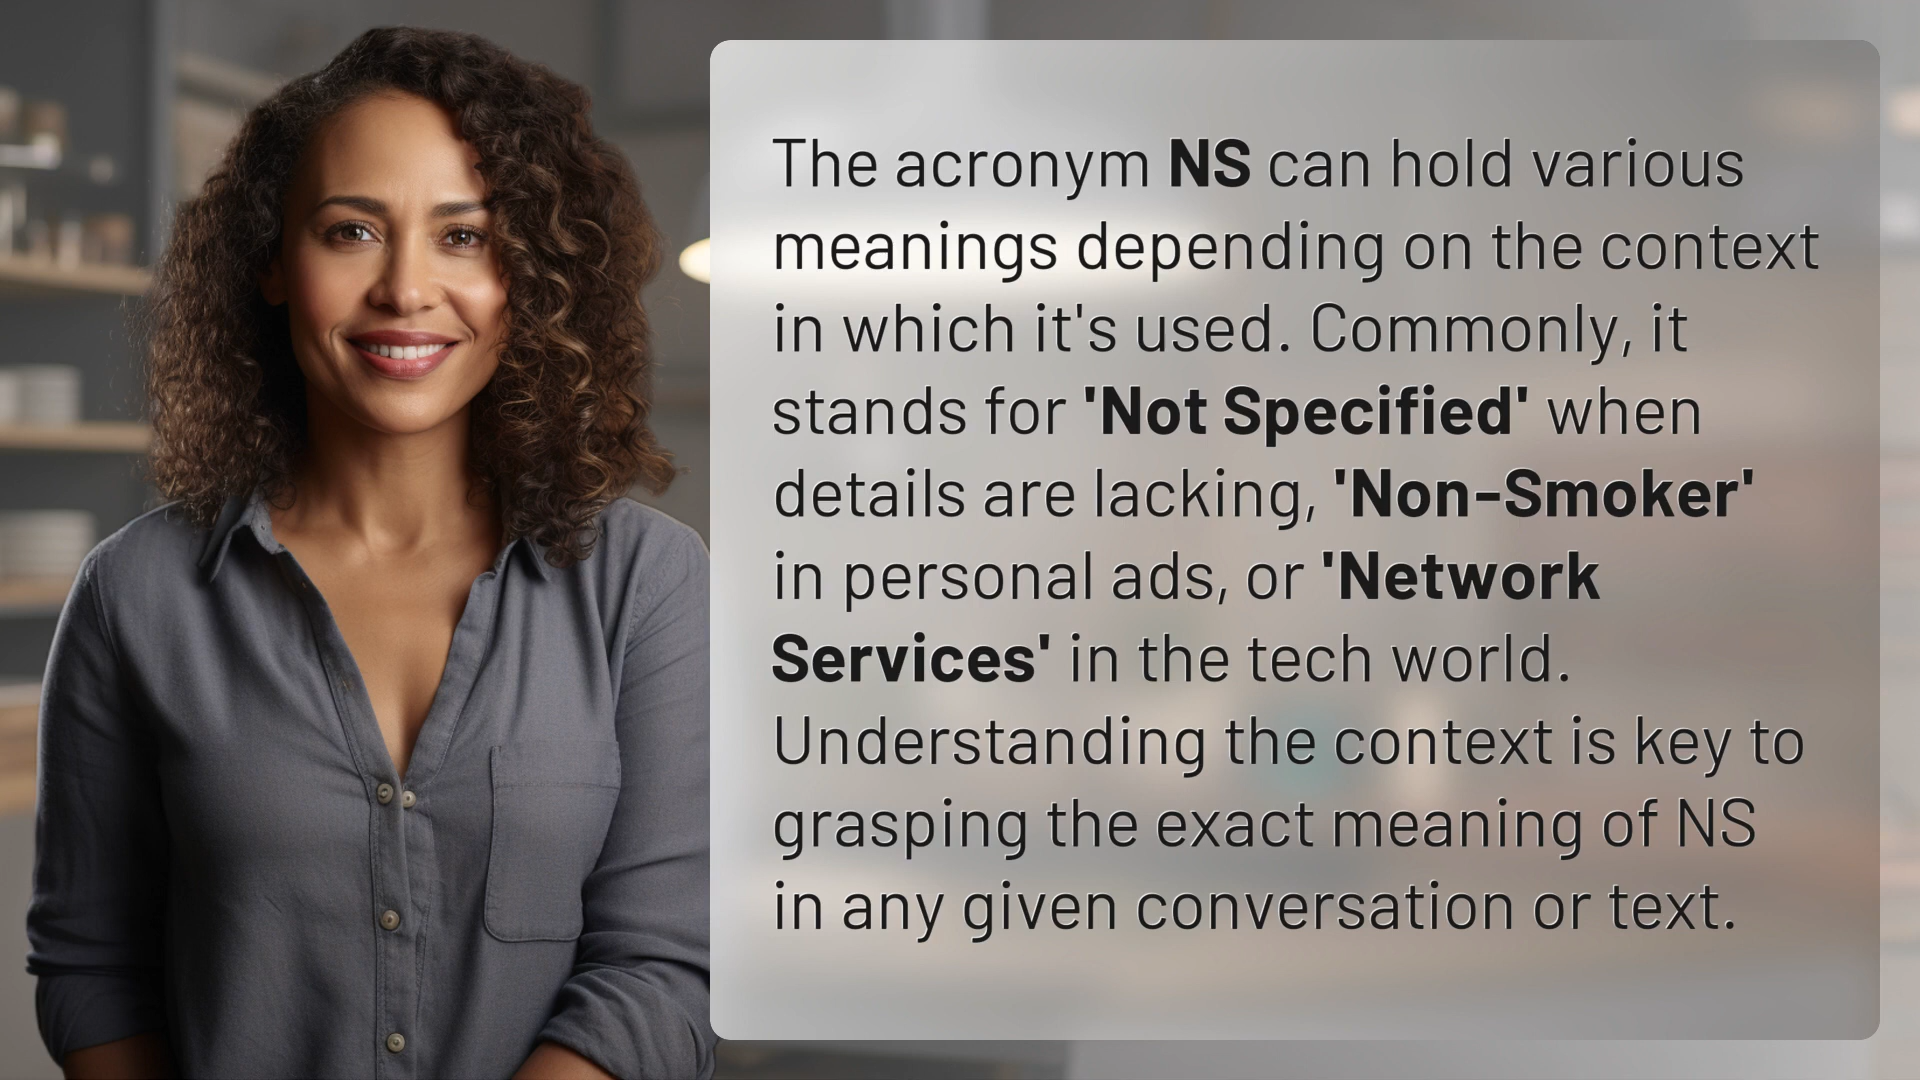 The acronym NS can hold various
meanings depending on the context
in which it's used. Commonly, it
stands for 'Not Specified' when
details are lacking, 'Non-Smoker'
in personal ads, or 'Network
Services' in the tech world.
Understanding the context is key to
grasping the exact meaning of NS
in any given conversation or text.